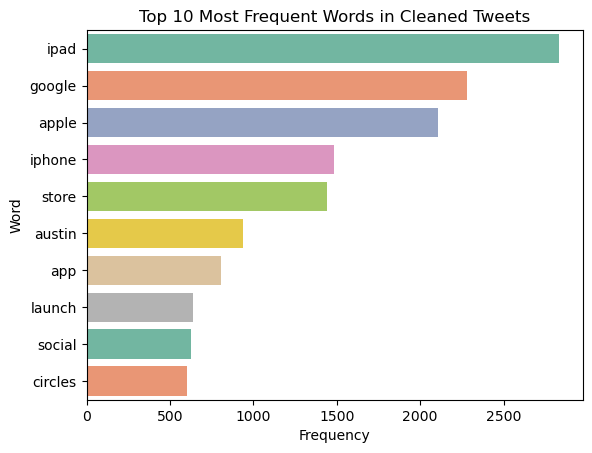 Top 10 Most Frequent Words in Cleaned Tweets
Word
ipad
google
apple
iphone
store
austin
app
launch
social
circles
0 500 1000 1500 2000 2500
Frequency